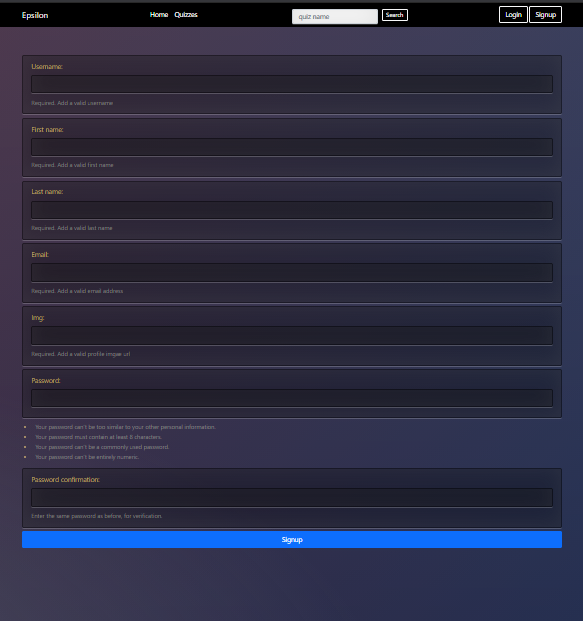 Epsilon Home Quizzes quiz name Search Login Signup
Username:
Required. Add a valid username
First name:
Required. Add a valid first name
Last name:
Required. Add a valid last name
Email:
Required. Add a valid email address
Img:
Required. Add a valid profile imgae url
Password:
Your password can't be too similar to your other personal information.
Your password must contain at least 8 characters.
Your password can't be a commonly used password.
Your password can't be entirely numeric.
Password confirmation:
Enter the same password as before, for verification.
Signup